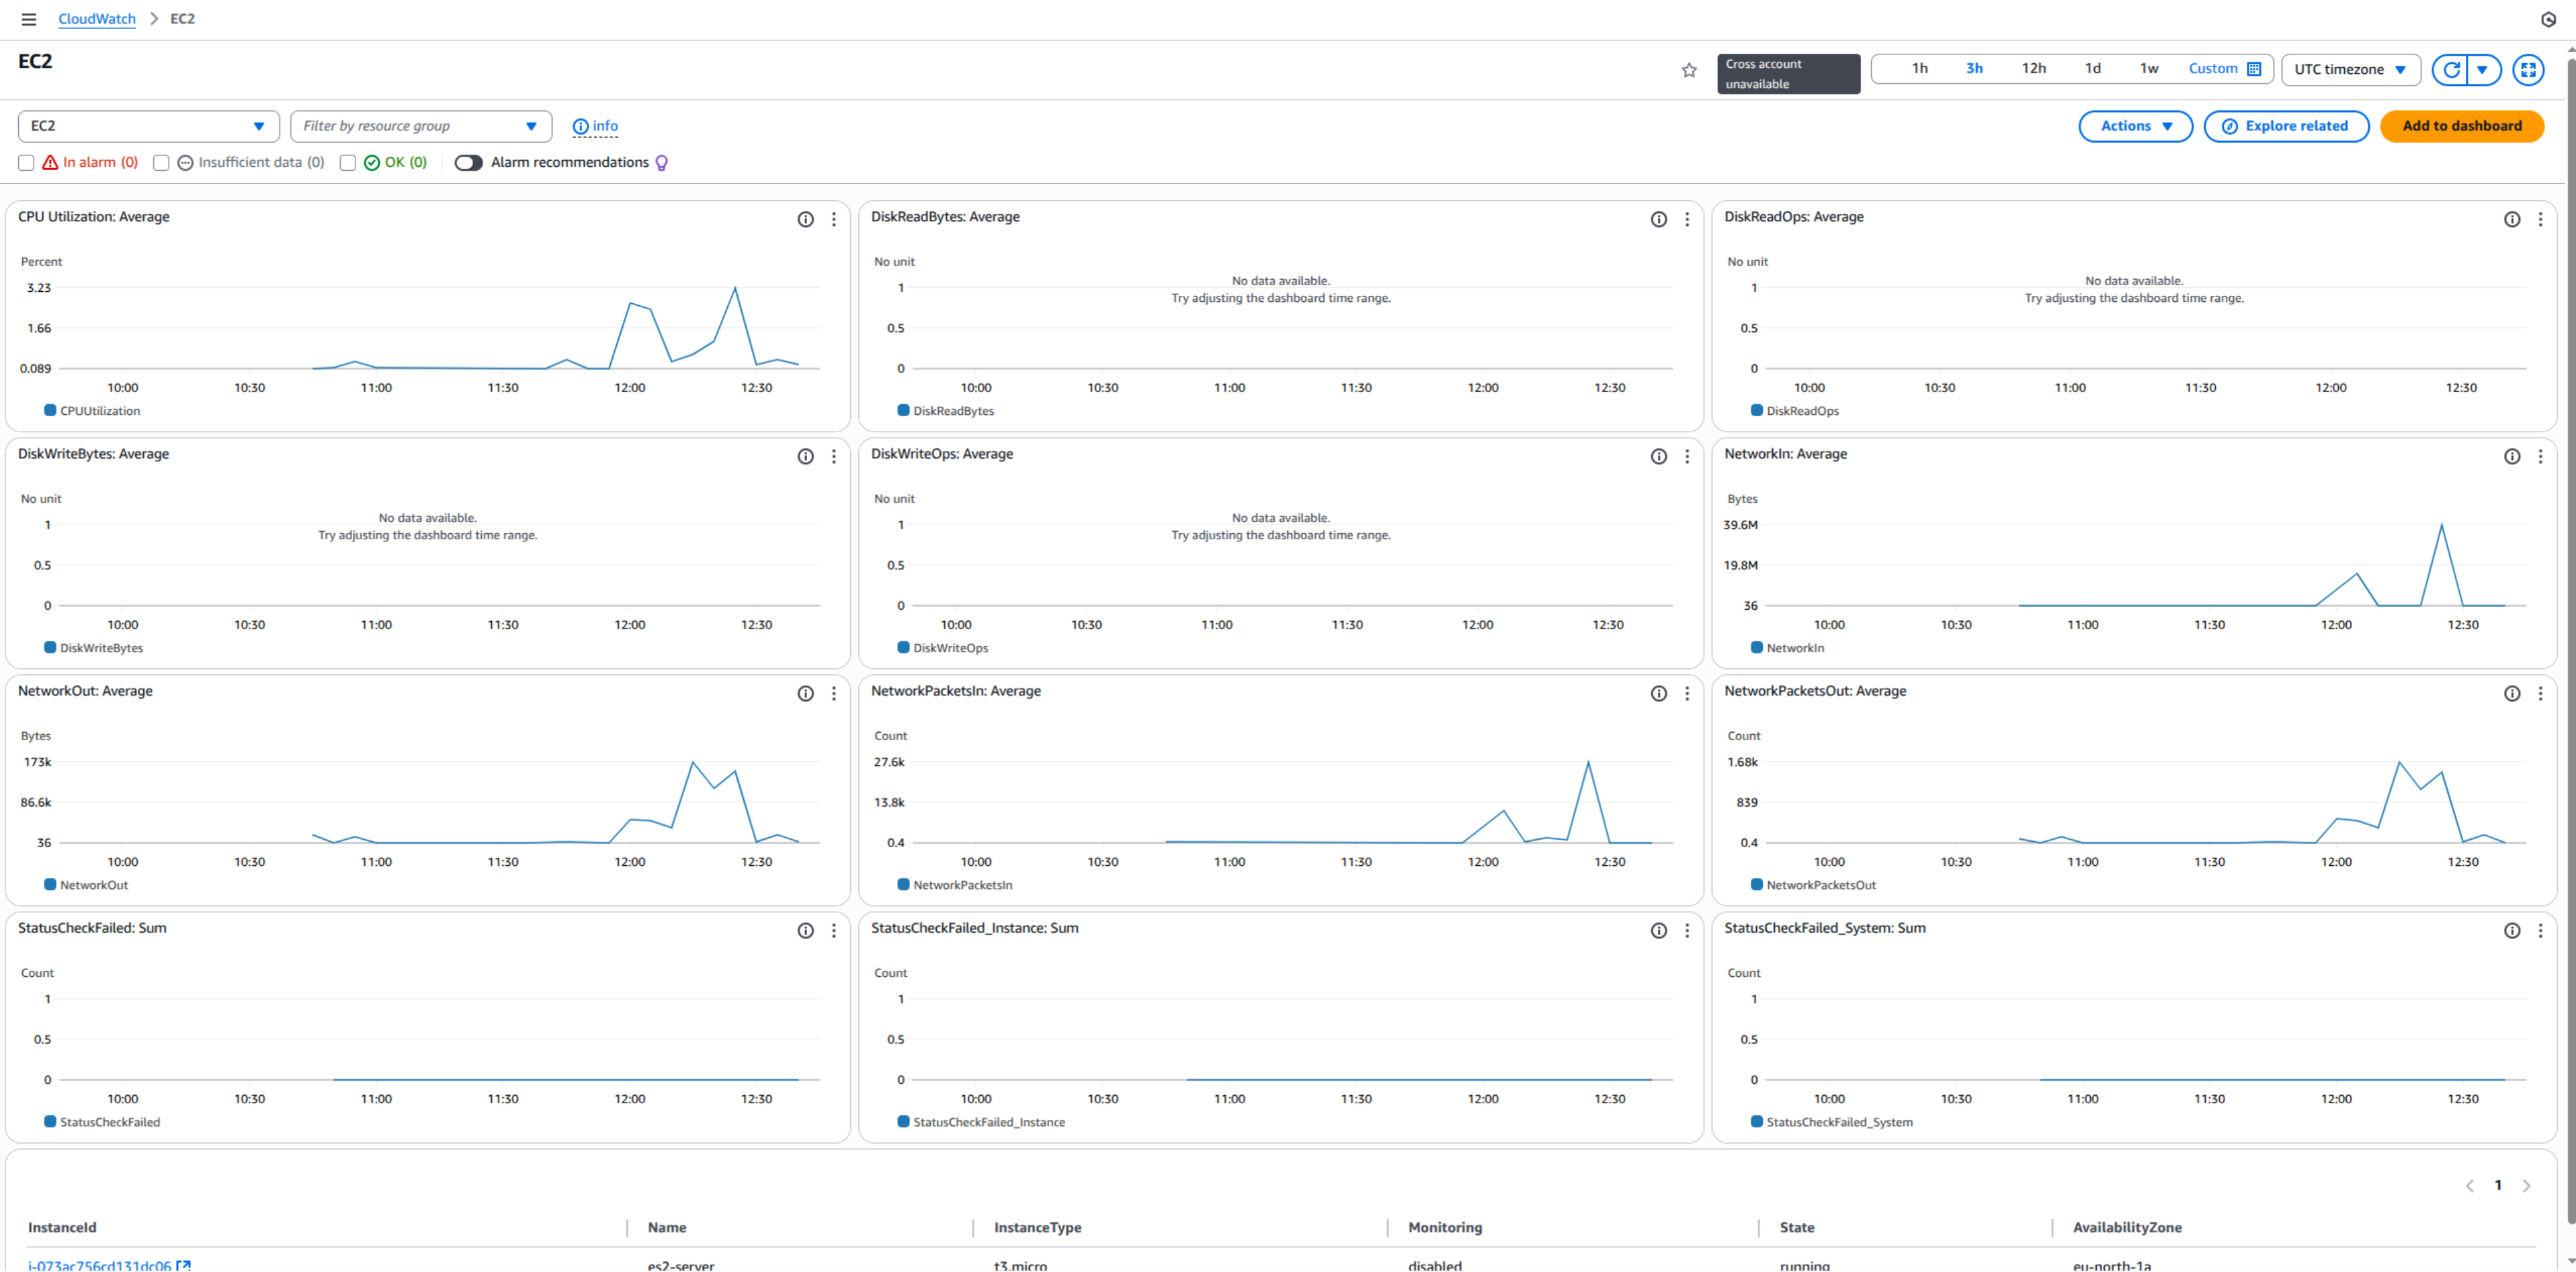 CloudWatch > EC2
EC2
Cross account unavailable
1h 3h 12h 1d 1w Custom
UTC timezone
EC2
Filter by resource group
info
Actions
Explore related
Add to dashboard
In alarm (0) Insufficient data (0) OK (0) Alarm recommendations
CPU Utilization: Average
Percent
3.23
1.66
0.089
10:00 10:30 11:00 11:30 12:00 12:30
CPUUtilization
DiskReadBytes: Average
No unit
No data available.
Try adjusting the dashboard time range.
1
0.5
0
10:00 10:30 11:00 11:30 12:00 12:30
DiskReadBytes
DiskReadOps: Average
No unit
No data available.
Try adjusting the dashboard time range.
1
0.5
0
10:00 10:30 11:00 11:30 12:00 12:30
DiskReadOps
DiskWriteBytes: Average
No unit
No data available.
Try adjusting the dashboard time range.
1
0.5
0
10:00 10:30 11:00 11:30 12:00 12:30
DiskWriteBytes
DiskWriteOps: Average
No unit
No data available.
Try adjusting the dashboard time range.
1
0.5
0
10:00 10:30 11:00 11:30 12:00 12:30
DiskWriteOps
NetworkIn: Average
Bytes
39.6M
19.8M
36
10:00 10:30 11:00 11:30 12:00 12:30
NetworkIn
NetworkOut: Average
Bytes
173k
86.6k
36
10:00 10:30 11:00 11:30 12:00 12:30
NetworkOut
NetworkPacketsIn: Average
Count
27.6k
13.8k
0.4
10:00 10:30 11:00 11:30 12:00 12:30
NetworkPacketsIn
NetworkPacketsOut: Average
Count
1.68k
839
0.4
10:00 10:30 11:00 11:30 12:00 12:30
NetworkPacketsOut
StatusCheckFailed: Sum
Count
1
0.5
0
10:00 10:30 11:00 11:30 12:00 12:30
StatusCheckFailed
StatusCheckFailed_Instance: Sum
Count
1
0.5
0
10:00 10:30 11:00 11:30 12:00 12:30
StatusCheckFailed_Instance
StatusCheckFailed_System: Sum
Count
1
0.5
0
10:00 10:30 11:00 11:30 12:00 12:30
StatusCheckFailed_System
1
InstanceId Name InstanceType Monitoring State AvailabilityZone
i-073ac756cd131dc06 es2-server t3.micro disabled running eu-north-1a